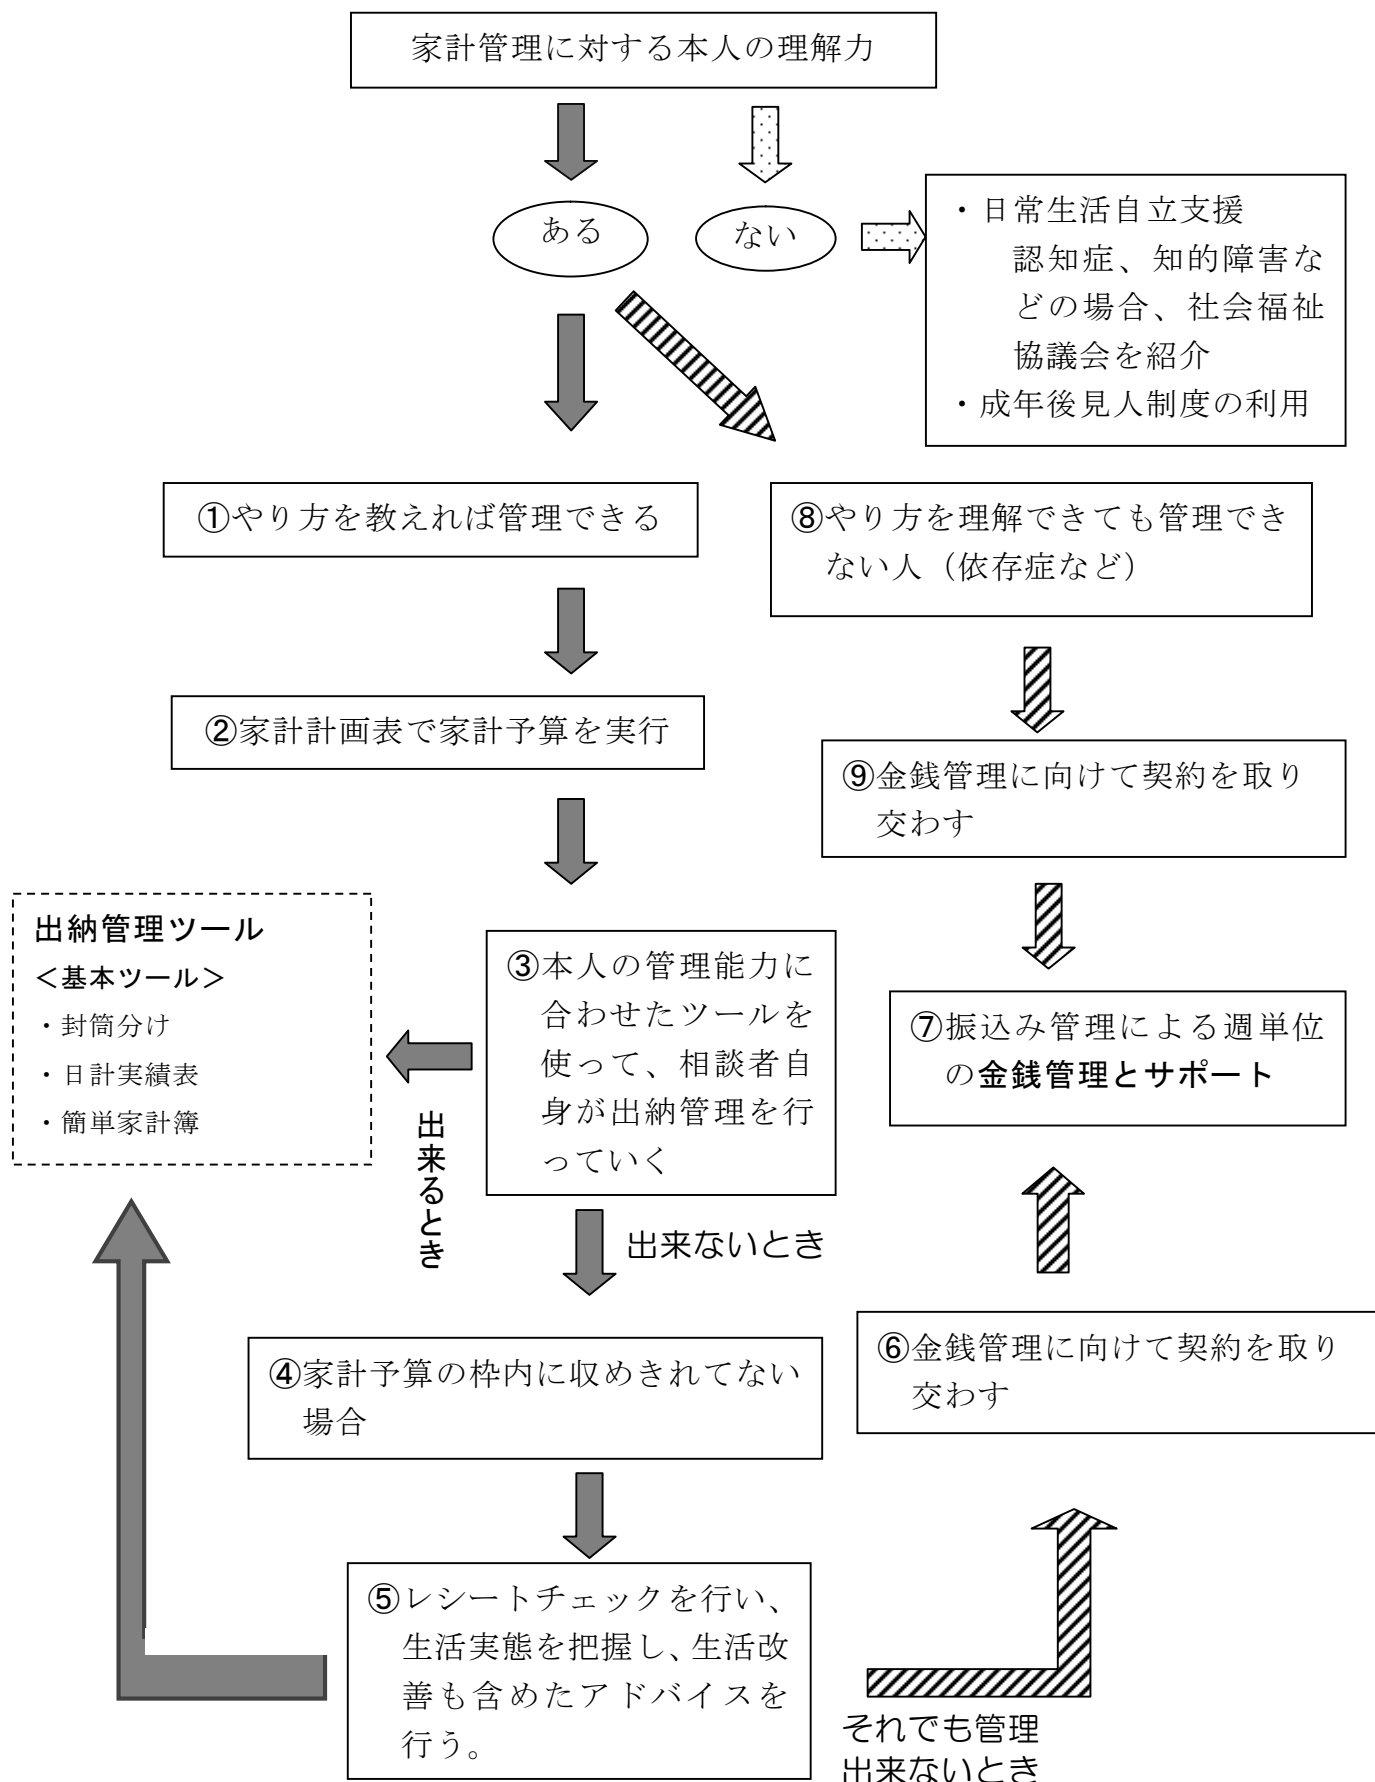 家計管理に対する本人の理解力
ある
ない
・日常生活自立支援
認知症、知的障害な
どの場合、社会福祉
協議会を紹介
・成年後見人制度の利用
①やり方を教えれば管理できる
⑧やり方を理解できても管理でき
ない人（依存症など）
②家計計画表で家計予算を実行
⑨金銭管理に向けて契約を取り
交わす
出納管理ツール
＜基本ツール＞
・封筒分け
・日計実績表
・簡単家計簿
③本人の管理能力に
合わせたツールを
使って、相談者自
身が出納管理を行
っていく
⑦振込み管理による週単位
の金銭管理とサポート
出来るとき
出来ないとき
④家計予算の枠内に収めきれてない
場合
⑥金銭管理に向けて契約を取り
交わす
⑤レシートチェックを行い、
生活実態を把握し、生活改
善も含めたアドバイスを
行う。
それでも管理
出来ないとき